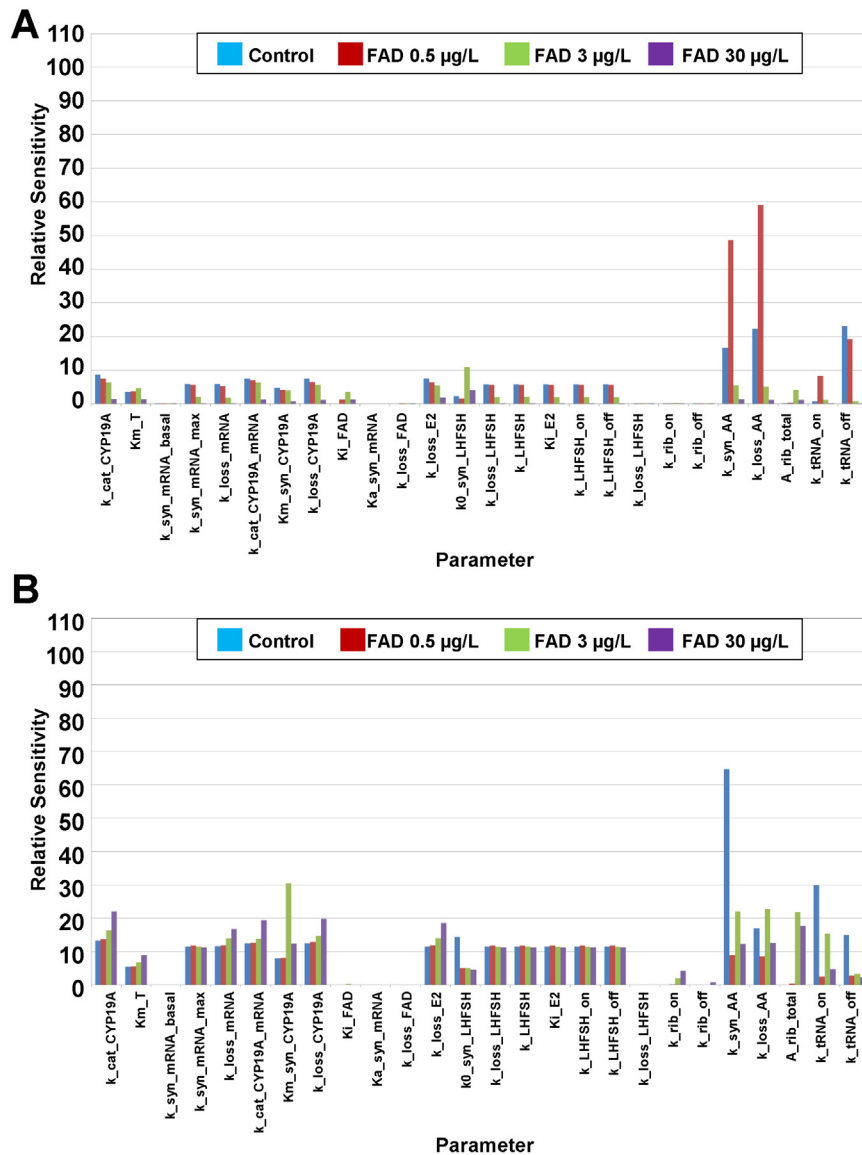 A
110
100
90
80
70
60
50
40
30
20
10
0
Relative Sensitivity
Control FAD 0.5 µg/L FAD 3 µg/L FAD 30 µg/L
k_cat_CYP19A
Km_T
k_syn_mRNA_basal
k_syn_mRNA_max
k_loss_mRNA
k_cat_CYP19A_mRNA
Km_syn_CYP19A
k_loss_CYP19A
Ki_FAD
Ka_syn_mRNA
k_loss_FAD
k_loss_E2
k0_syn_LHFSH
k_loss_LHFSH
k_LHFSH
Ki_E2
k_LHFSH_on
k_LHFSH_off
k_loss_LHFSH
k_rib_on
k_rib_off
k_syn_AA
k_loss_AA
A_rib_total
k_tRNA_on
k_tRNA_off
Parameter
B
110
100
90
80
70
60
50
40
30
20
10
0
Relative Sensitivity
Control FAD 0.5 µg/L FAD 3 µg/L FAD 30 µg/L
k_cat_CYP19A
Km_T
k_syn_mRNA_basal
k_syn_mRNA_max
k_loss_mRNA
k_cat_CYP19A_mRNA
Km_syn_CYP19A
k_loss_CYP19A
Ki_FAD
Ka_syn_mRNA
k_loss_FAD
k_loss_E2
k0_syn_LHFSH
k_loss_LHFSH
k_LHFSH
Ki_E2
k_LHFSH_on
k_LHFSH_off
k_loss_LHFSH
k_rib_on
k_rib_off
k_syn_AA
k_loss_AA
A_rib_total
k_tRNA_on
k_tRNA_off
Parameter